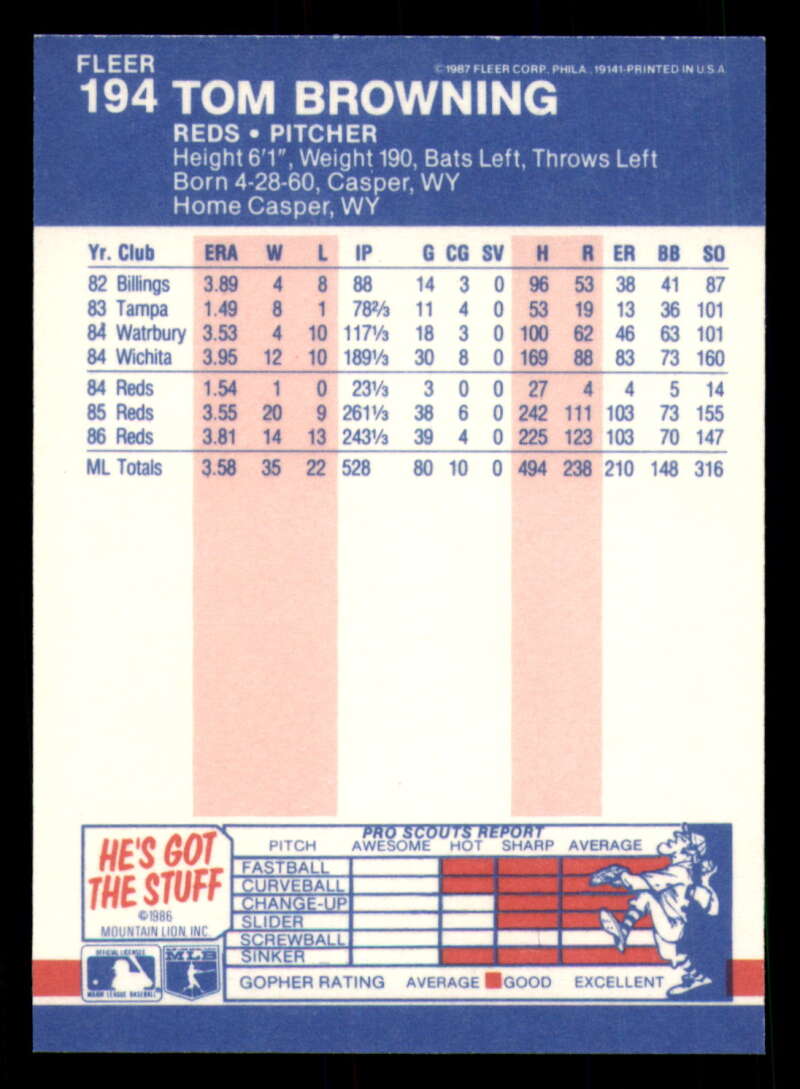 FLEER ©1987 FLEER CORP., PHILA., 19141-PRINTED IN U.S.A.
194 TOM BROWNING
REDS • PITCHER
Height 6'1", Weight 190, Bats Left, Throws Left
Born 4-28-60, Casper, WY
Home Casper, WY
Yr. Club ERA W L IP G CG SV H R ER BB SO
82 Billings 3.89 4 8 88 14 3 0 96 53 38 41 87
83 Tampa 1.49 8 1 78⅔ 11 4 0 53 19 13 36 101
84 Watrbury 3.53 4 10 117⅓ 18 3 0 100 62 46 63 101
84 Wichita 3.95 12 10 189⅓ 30 8 0 169 88 83 73 160
84 Reds 1.54 1 0 23⅓ 3 0 0 27 4 4 5 14
85 Reds 3.55 20 9 261⅓ 38 6 0 242 111 103 73 155
86 Reds 3.81 14 13 243⅓ 39 4 0 225 123 103 70 147
ML Totals 3.58 35 22 528 80 10 0 494 238 210 148 316
HE'S GOT
THE STUFF
©1986
MOUNTAIN LION, INC.
OFFICIAL LICENSEE
MAJOR LEAGUE BASEBALL
MLB
PRO SCOUTS REPORT
PITCH AWESOME HOT SHARP AVERAGE
FASTBALL
CURVEBALL
CHANGE-UP
SLIDER
SCREWBALL
SINKER
GOPHER RATING AVERAGE GOOD EXCELLENT